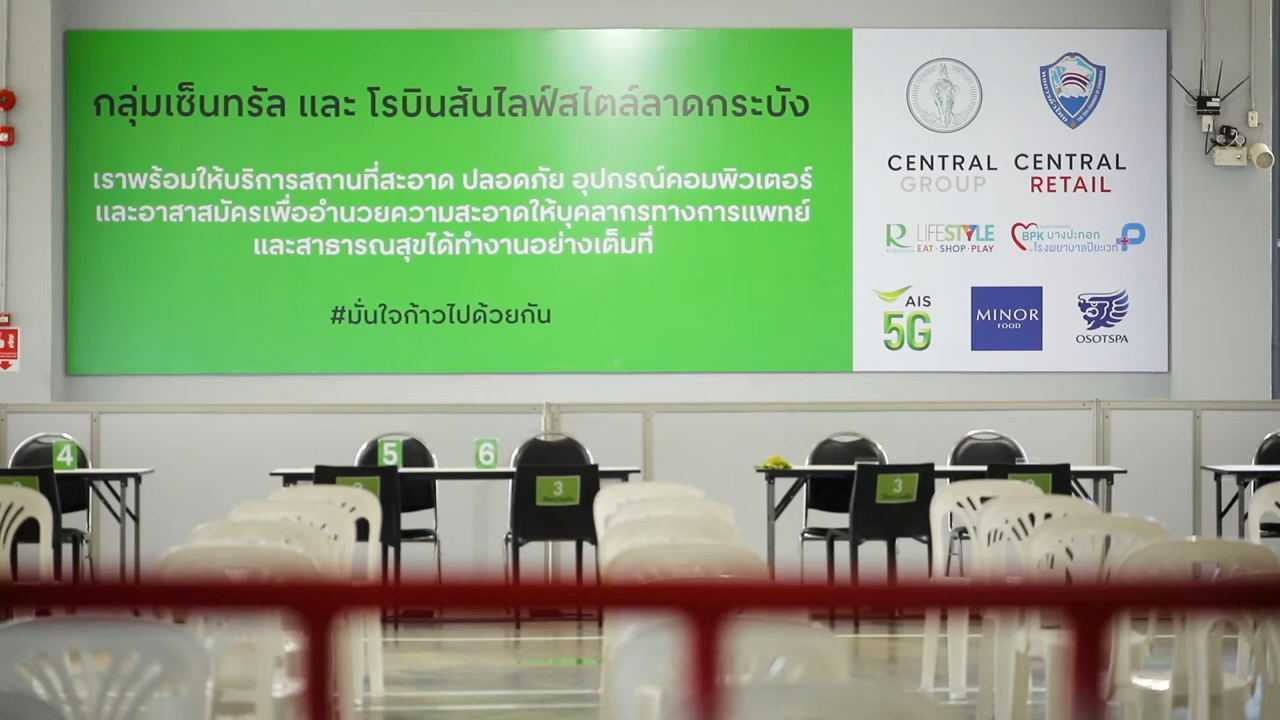 กลุ่มเซ็นทรัล และ โรบินสันไลฟ์สไตล์ลาดกระบัง
เราพร้อมให้บริการสถานที่สะอาด ปลอดภัย อุปกรณ์คอมพิวเตอร์
และอาสาสมัครเพื่ออำนวยความสะอาดให้บุคลากรทางการแพทย์
และสาธารณสุขได้ทำงานอย่างเต็มที่
#มั่นใจก้าวไปด้วยกัน
CENTRAL GROUP
CENTRAL RETAIL
R LIFESTYLE
EAT · SHOP · PLAY
BPK บางปะกอก
โรงพยาบาลปิยะเวท
AIS
5G
MINOR
FOOD
OSOTSPA
4
5
6
3
3